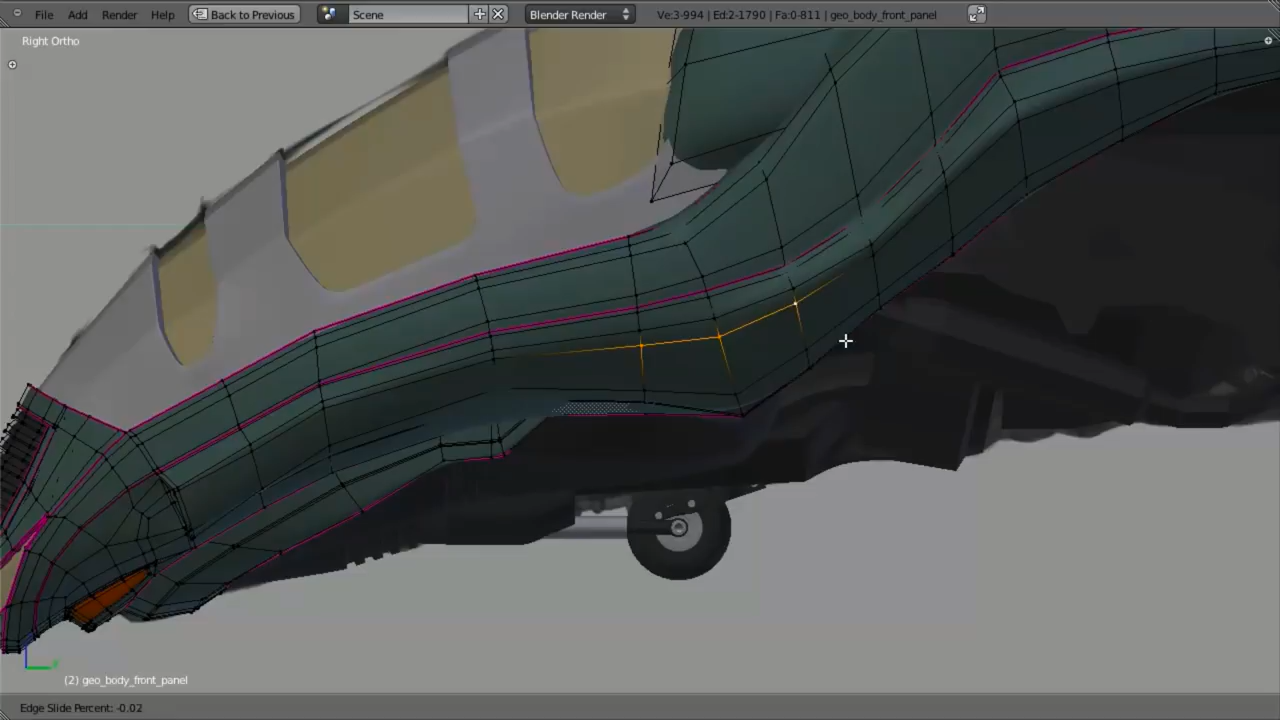 File Add Render Help Back to Previous Scene Blender Render Ve:3-994 | Ed:2-1790 | Fa:0-811 | geo_body_front_panel
Right Ortho
(2) geo_body_front_panel
Edge Slide Percent: -0.02